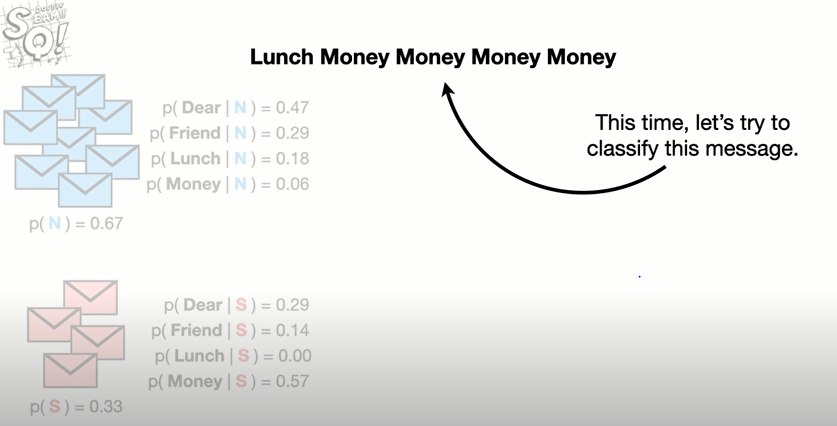 DOUBLE
BAM!!
SQ!
Lunch Money Money Money Money
p( Dear | N ) = 0.47
p( Friend | N ) = 0.29
p( Lunch | N ) = 0.18
p( Money | N ) = 0.06
This time, let’s try to
classify this message.
p( N ) = 0.67
p( Dear | S ) = 0.29
p( Friend | S ) = 0.14
p( Lunch | S ) = 0.00
p( Money | S ) = 0.57
p( S ) = 0.33